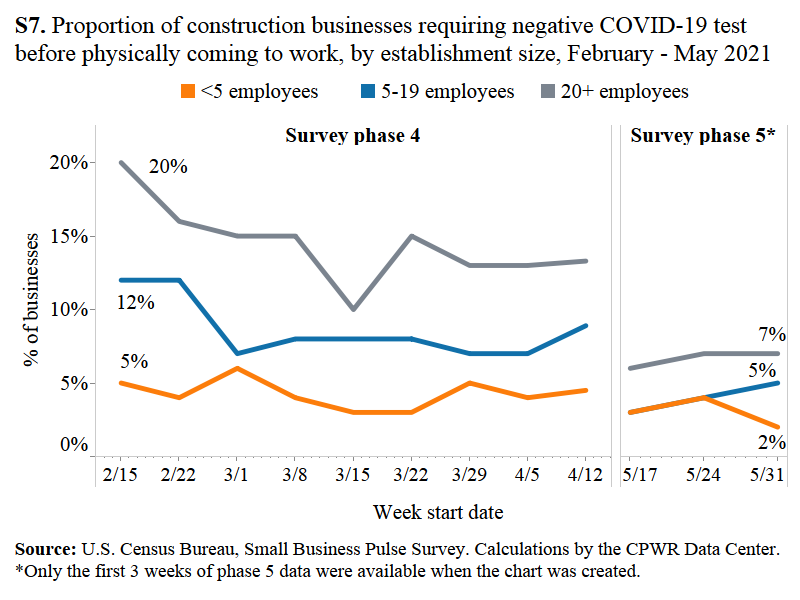 S7. Proportion of construction businesses requiring negative COVID-19 test
before physically coming to work, by establishment size, February - May 2021
<5 employees 5-19 employees 20+ employees
Survey phase 4 Survey phase 5*
% of businesses
20%
15%
10%
5%
0%
20%
12%
5%
7%
5%
2%
2/15 2/22 3/1 3/8 3/15 3/22 3/29 4/5 4/12 5/17 5/24 5/31
Week start date
Source: U.S. Census Bureau, Small Business Pulse Survey. Calculations by the CPWR Data Center.
*Only the first 3 weeks of phase 5 data were available when the chart was created.